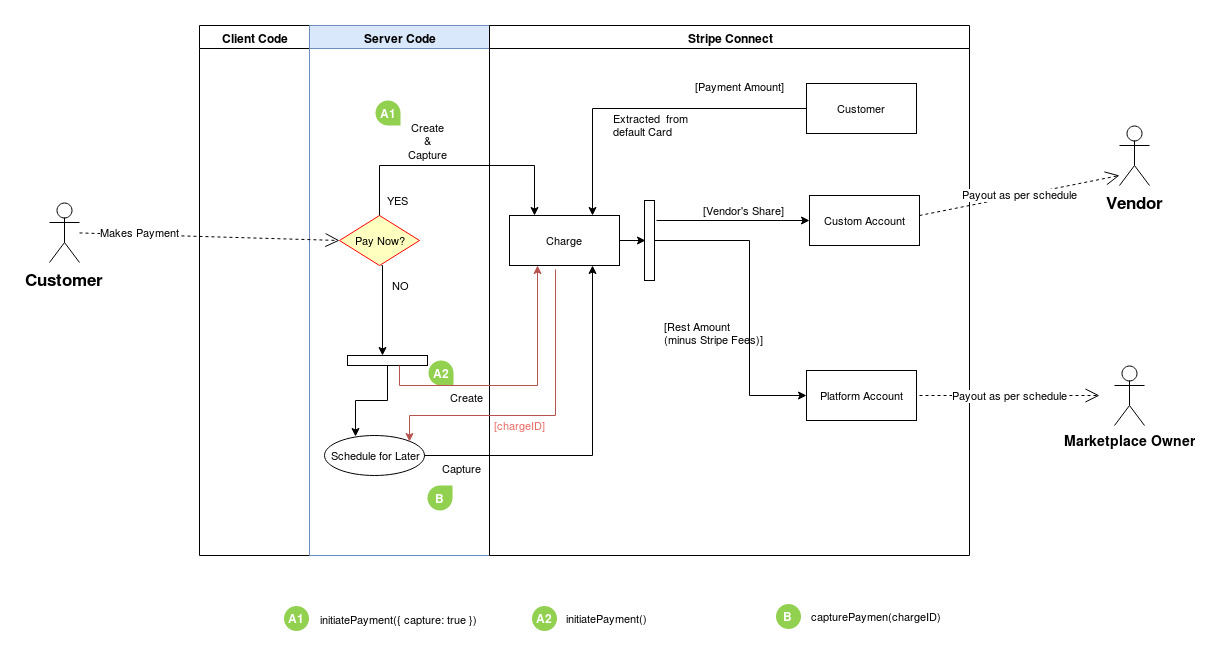 Client Code
Server Code
Stripe Connect
[Payment Amount]
Customer
A1
Extracted from
default Card
Create
&
Capture
YES
Payout as per schedule
Vendor
[Vendor's Share]
Custom Account
Makes Payment
Pay Now?
Charge
Customer
NO
[Rest Amount
(minus Stripe Fees)]
A2
Create
Platform Account
Payout as per schedule
[chargeID]
Marketplace Owner
Schedule for Later
Capture
B
A1
initiatePayment({ capture: true })
A2
initiatePayment()
B
capturePaymen(chargeID)